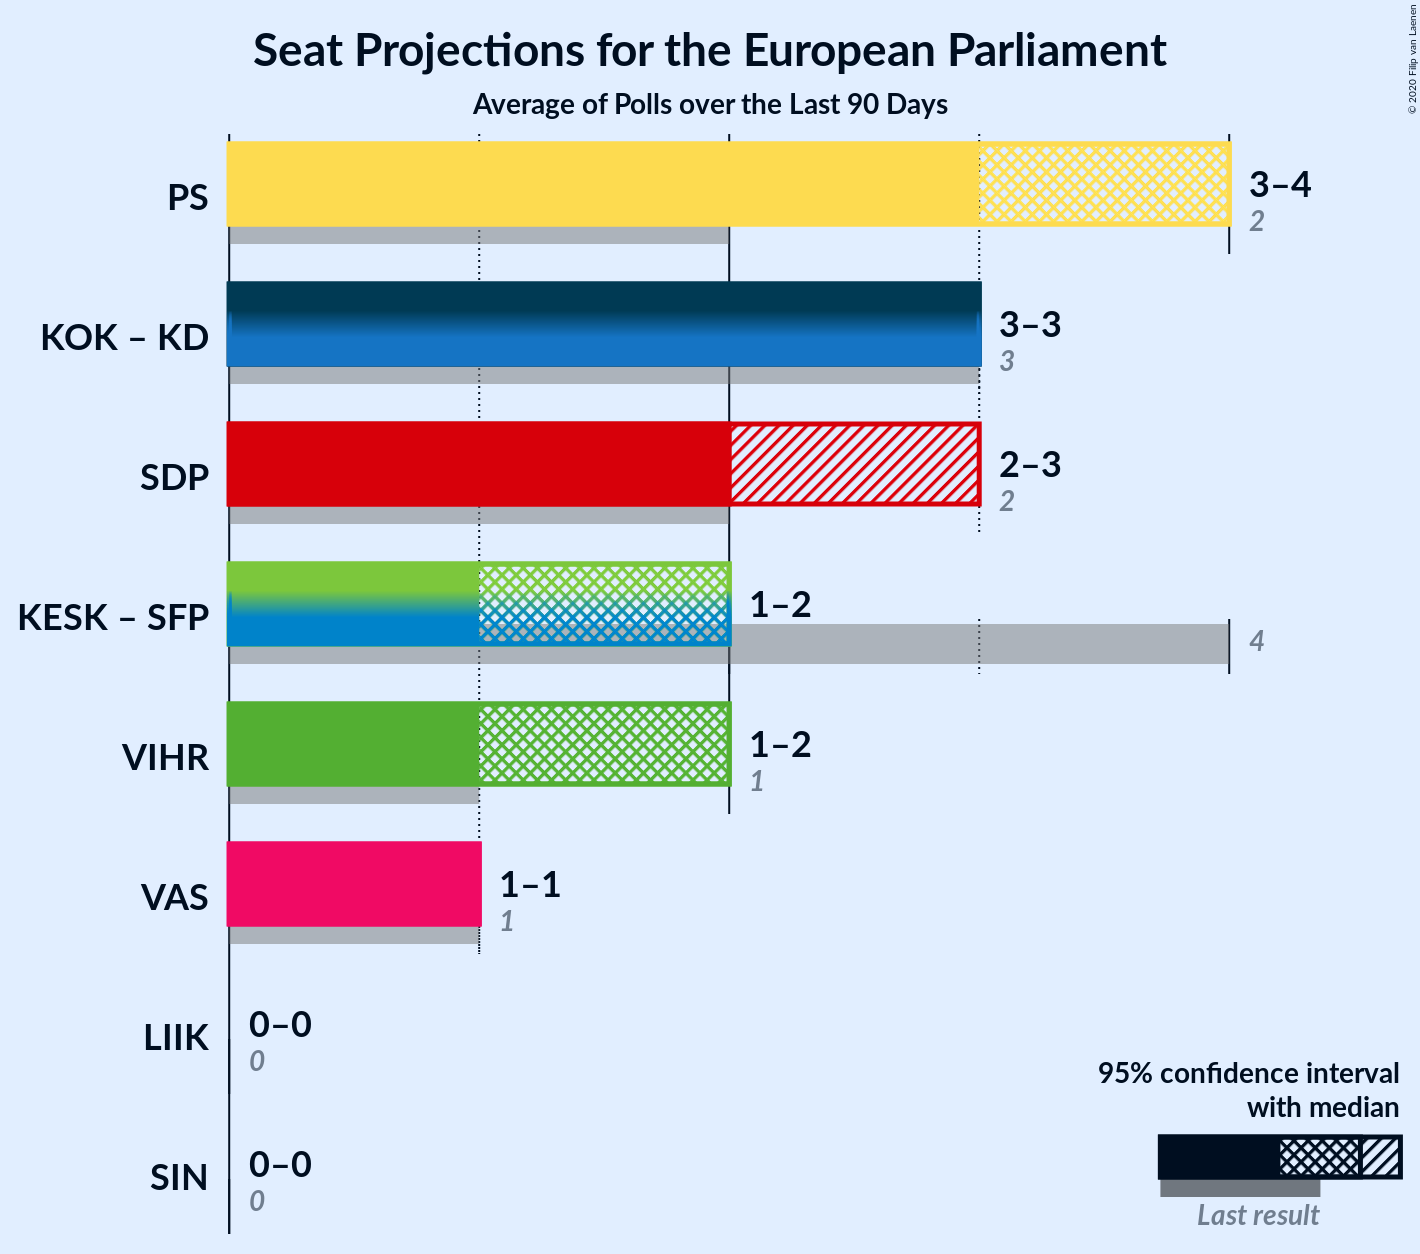 Seat Projections for the European Parliament
Average of Polls over the Last 90 Days
© 2020 Filip van Laenen
PS
3–4
2
KOK – KD
3–3
3
SDP
2–3
2
KESK – SFP
1–2
4
VIHR
1–2
1
VAS
1–1
1
LIIK
0–0
0
SIN
0–0
0
95% confidence interval
with median
Last result